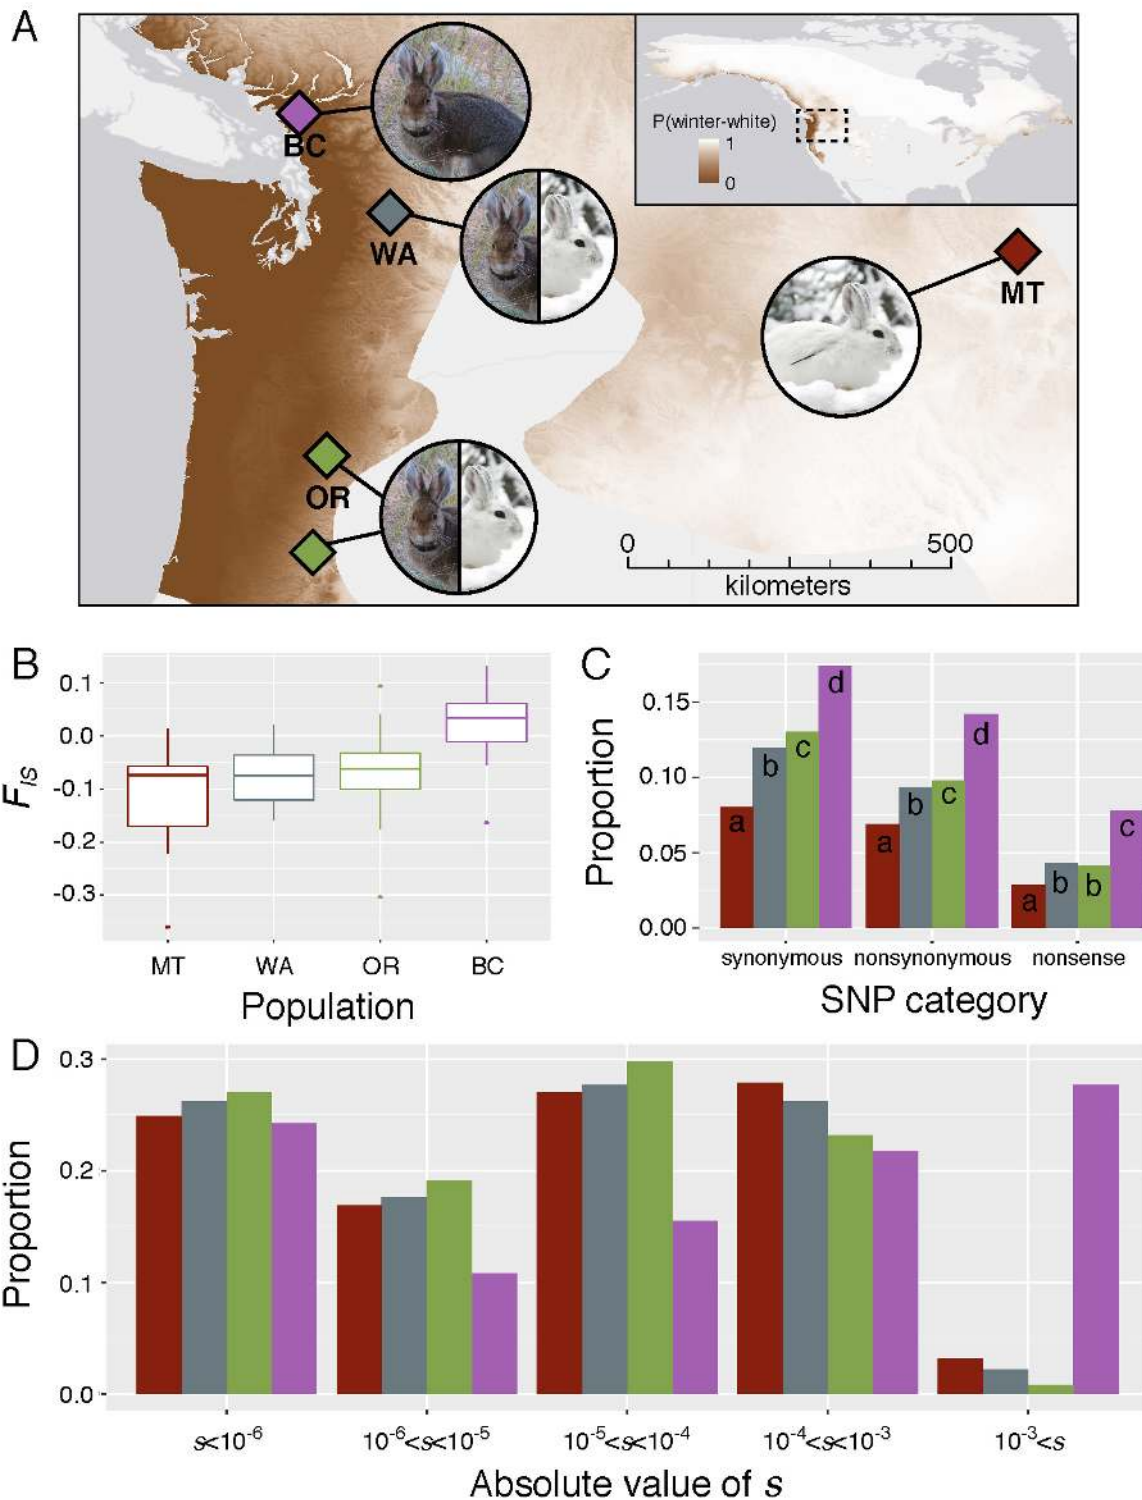 A
P(winter-white)
1
0
BC
WA
MT
OR
0 500
kilometers
B
F_IS
0.1
0.0
-0.1
-0.2
-0.3
MT WA OR BC
Population
C
Proportion
0.15
0.10
0.05
0.00
a b c d
a b c d
a b b c
synonymous nonsynonymous nonsense
SNP category
D
Proportion
0.3
0.2
0.1
0.0
s<10⁻⁶ 10⁻⁶<s<10⁻⁵ 10⁻⁵<s<10⁻⁴ 10⁻⁴<s<10⁻³ 10⁻³<s
Absolute value of s